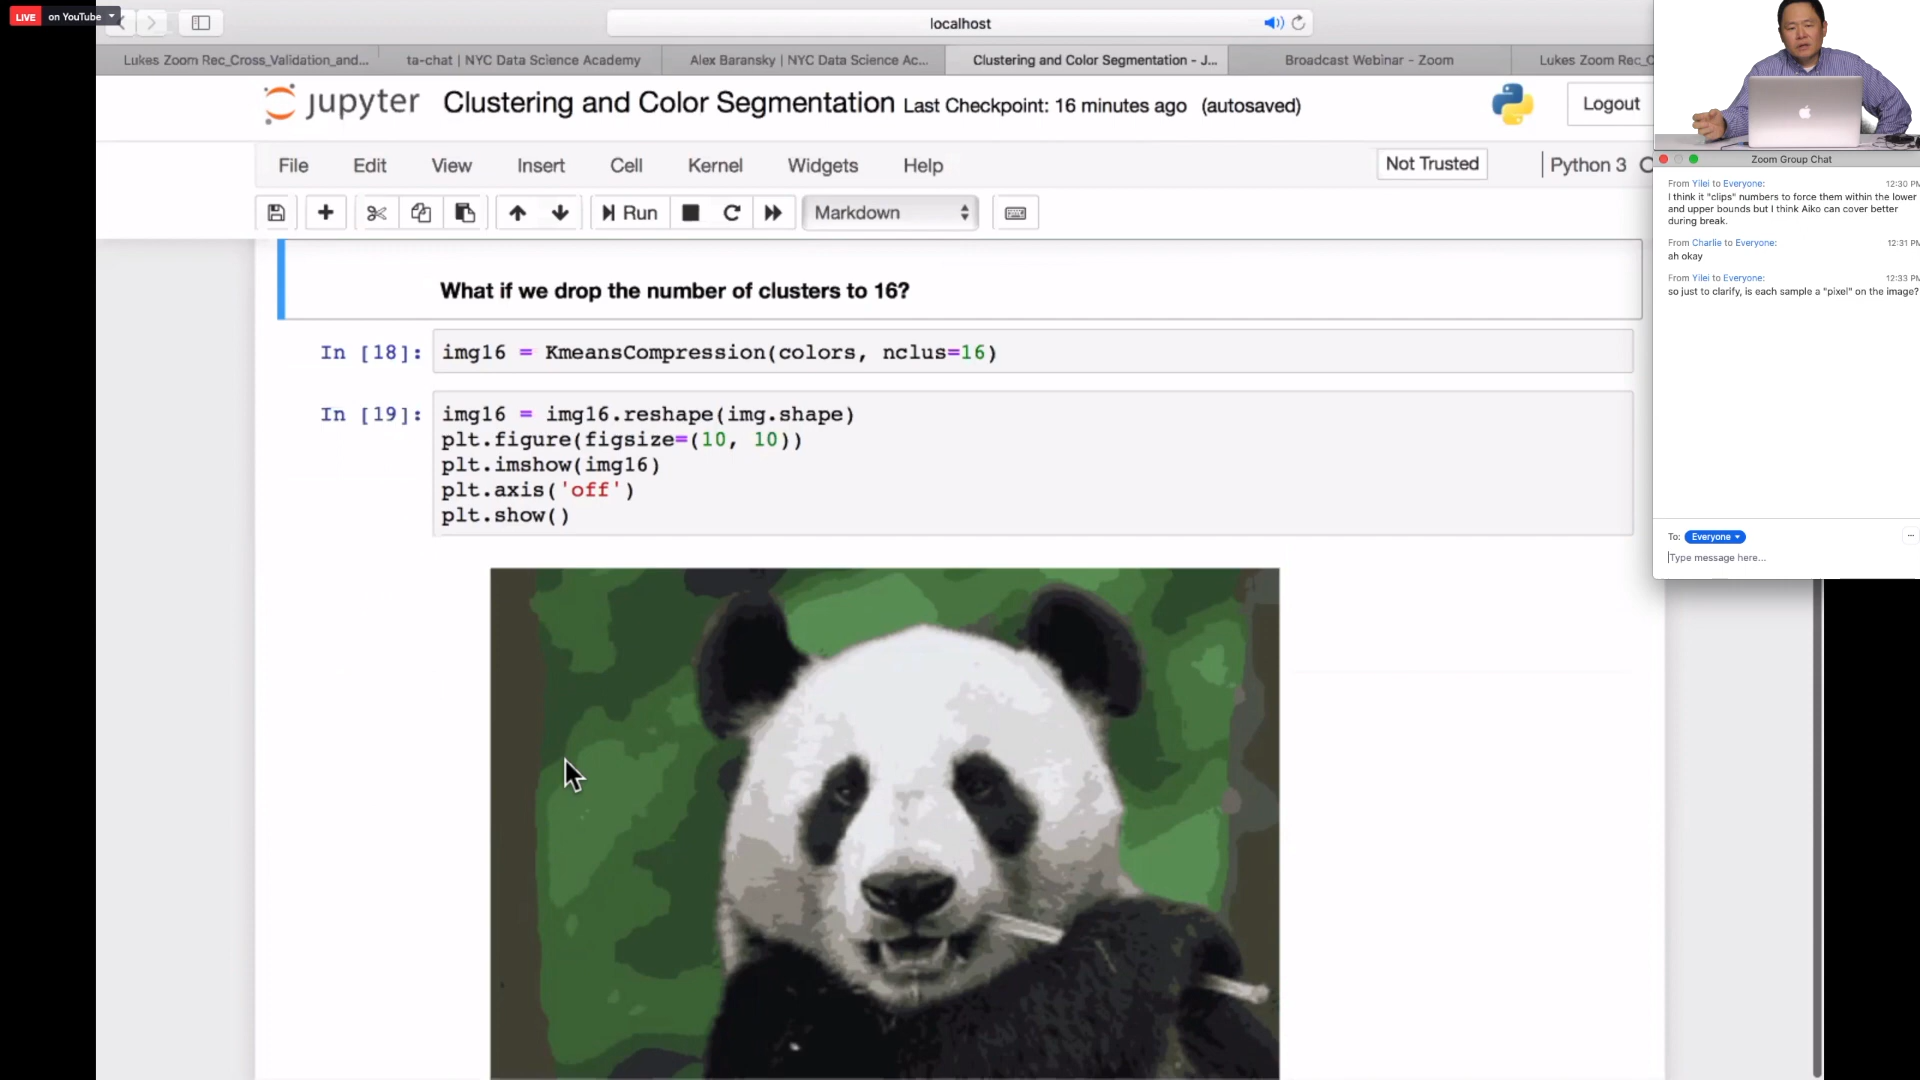 LIVE on YouTube
localhost
Lukes Zoom Rec_Cross_Validation_and...
ta-chat | NYC Data Science Academy
Alex Baransky | NYC Data Science Ac...
Clustering and Color Segmentation - J...
Broadcast Webinar - Zoom
Lukes Zoom Rec_C
jupyter Clustering and Color Segmentation Last Checkpoint: 16 minutes ago (autosaved)
Logout
File Edit View Insert Cell Kernel Widgets Help
Not Trusted
Python 3
Run
Markdown
What if we drop the number of clusters to 16?
In [18]: img16 = KmeansCompression(colors, nclus=16)
In [19]: img16 = img16.reshape(img.shape)
plt.figure(figsize=(10, 10))
plt.imshow(img16)
plt.axis('off')
plt.show()
Zoom Group Chat
From Yilei to Everyone: 12:30 PM
I think it "clips" numbers to force them within the lower
and upper bounds but I think Aiko can cover better
during break.
From Charlie to Everyone: 12:31 PM
ah okay
From Yilei to Everyone: 12:33 PM
so just to clarify, is each sample a "pixel" on the image?
To: Everyone
Type message here...